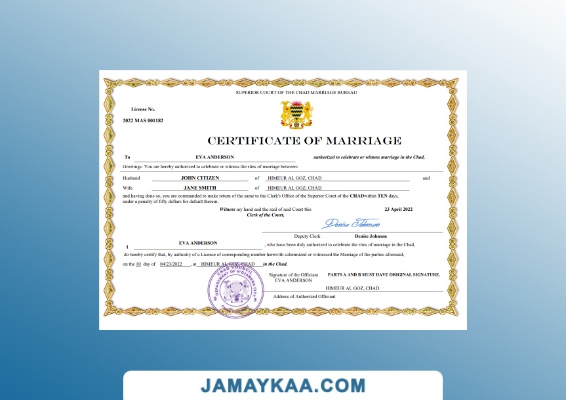 SUPERIOR COURT OF THE CHAD MARRIAGE BUREAU
License No.
2022 MAS 001182
CERTIFICATE OF MARRIAGE
To EVA ANDERSON authorized to celebrate or witness marriage in the Chad,
Greetings: You are hereby authorized to celebrate or witness the rites of marriage between:
Husband JOHN CITIZEN of HIMEUR AL GOZ, CHAD and
Wife JANE SMITH of HIMEUR AL GOZ, CHAD
and having done so, you are commanded to make return of the same to the Clerk's Office of the Superior Court of the CHADwithin TEN days,
under a penalty of fifty dollars for default therein.
Witness my hand and the seal of said Court this 23 April 2022
Clerk of the Court,
Denise Johnson
Deputy Clerk Denise Johnson
I EVA ANDERSON , who have been duly authorized to celebrate the rites of marriage in the Chad,
do hereby certify that, by authority of a License of corresponding number herewith solemnized or witnessed the Marriage of the parties aforesaid,
on the day of 04/23/2022 , at HIMEUR AL GOZ, CHAD in the Chad.
Signature of the Officiant PARTS A AND B MUST HAVE ORIGINAL SIGNATURE.
EVA ANDERSON
HIMEUR AL GOZ, CHAD
Address of Authorized Officiant
JAMAYKAA.COM